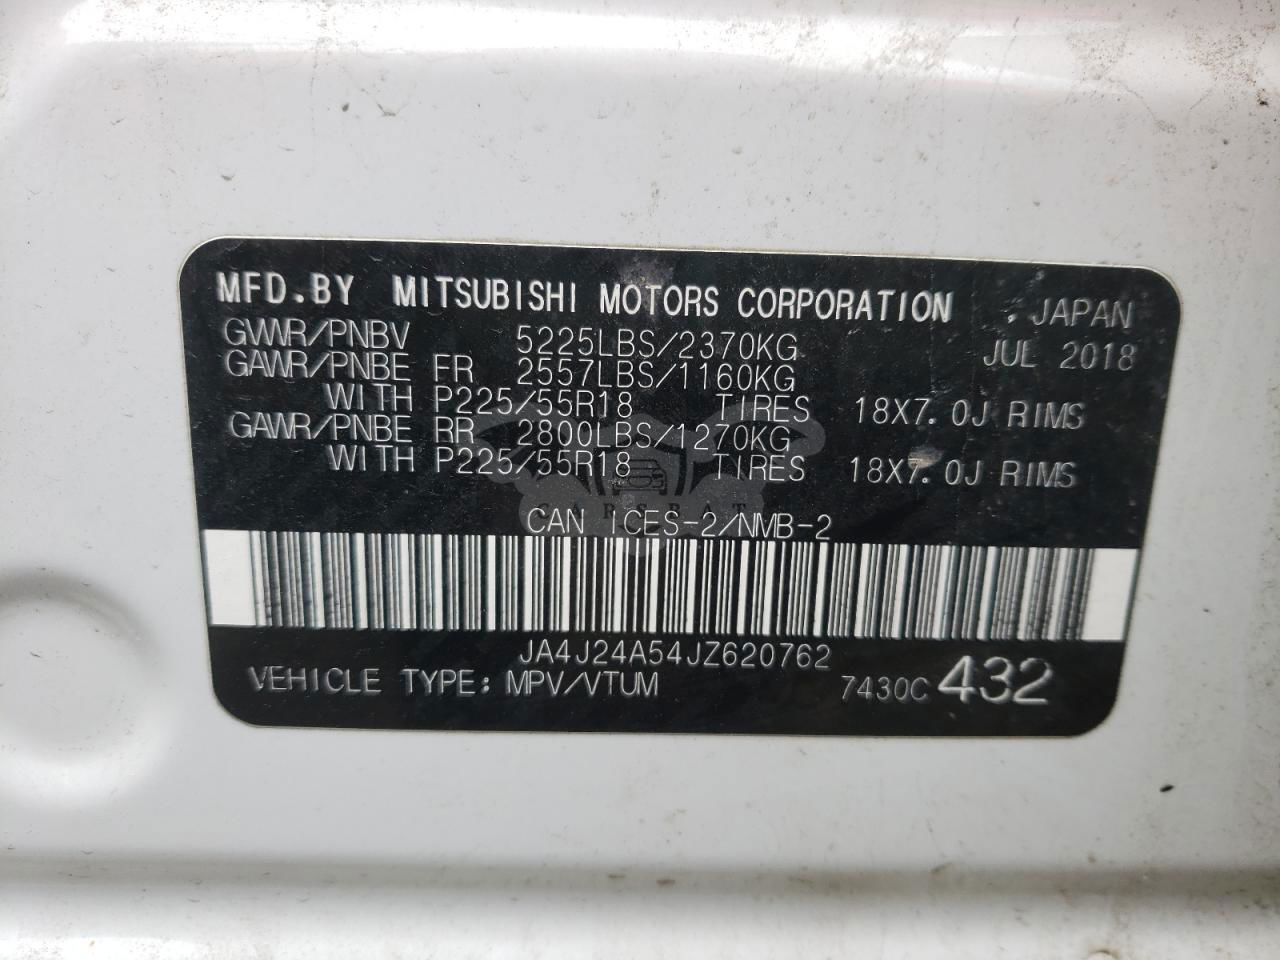 MFD.BY MITSUBISHI MOTORS CORPORATION JAPAN
GVWR/PNBV 5225LBS/2370KG JUL 2018
GAWR/PNBE FR 2557LBS/1160KG
WITH P225/55R18 TIRES 18X7.0J RIMS
GAWR/PNBE RR 2800LBS/1270KG
WITH P225/55R18 TIRES 18X7.0J RIMS
CARSBAT
CAN ICES-2/NMB-2
JA4J24A54JZ620762
VEHICLE TYPE: MPV/VTUM 7430C 432